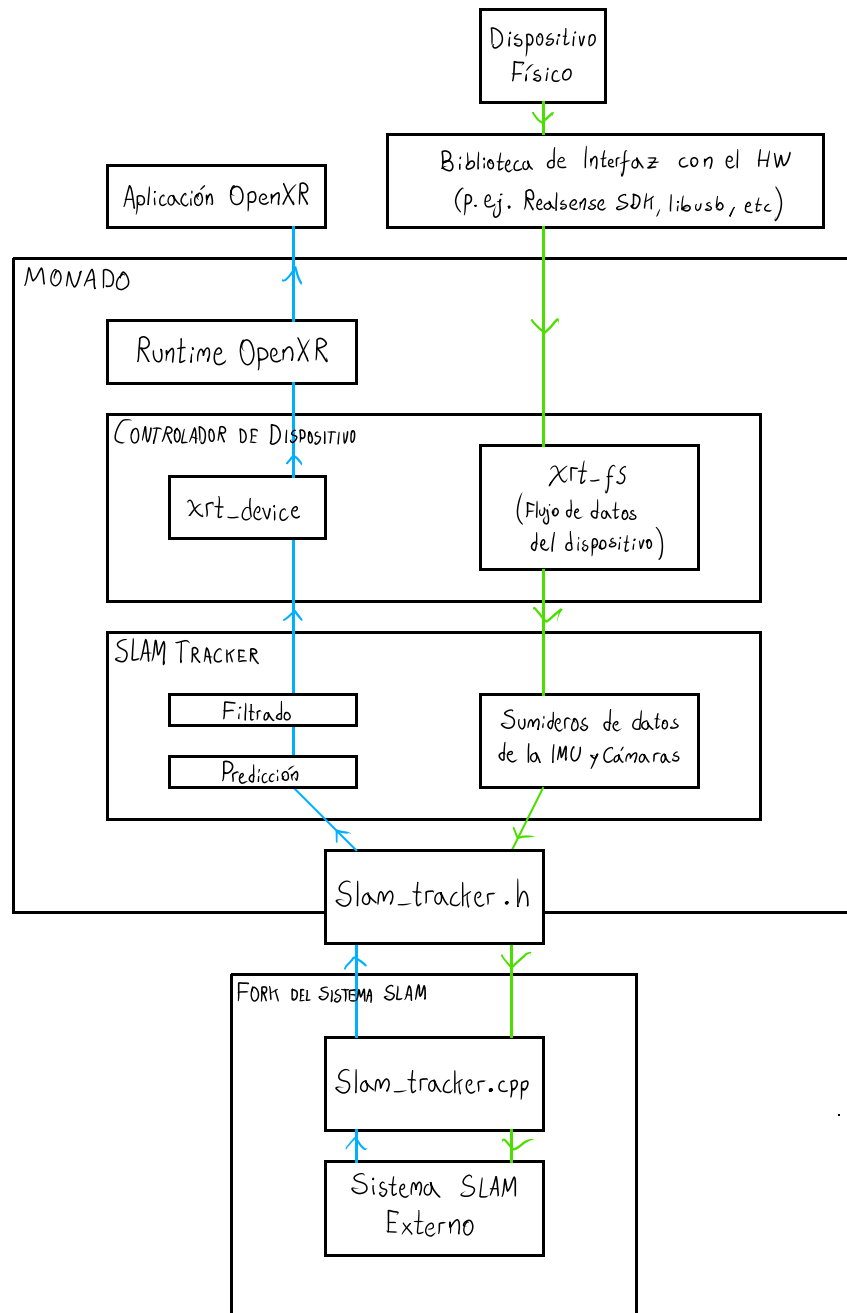 Dispositivo
Físico
Biblioteca de Interfaz con el HW
(p. ej. Realsense SDK, libusb, etc)
Aplicación OpenXR
MONADO
Runtime OpenXR
CONTROLADOR DE DISPOSITIVO
xrt_device
xrt_fs
(Flujo de datos
del dispositivo)
SLAM TRACKER
Filtrado
Predicción
Sumideros de datos
de la IMU y Cámaras
Slam_tracker.h
FORK DEL SISTEMA SLAM
Slam_tracker.cpp
Sistema SLAM
Externo